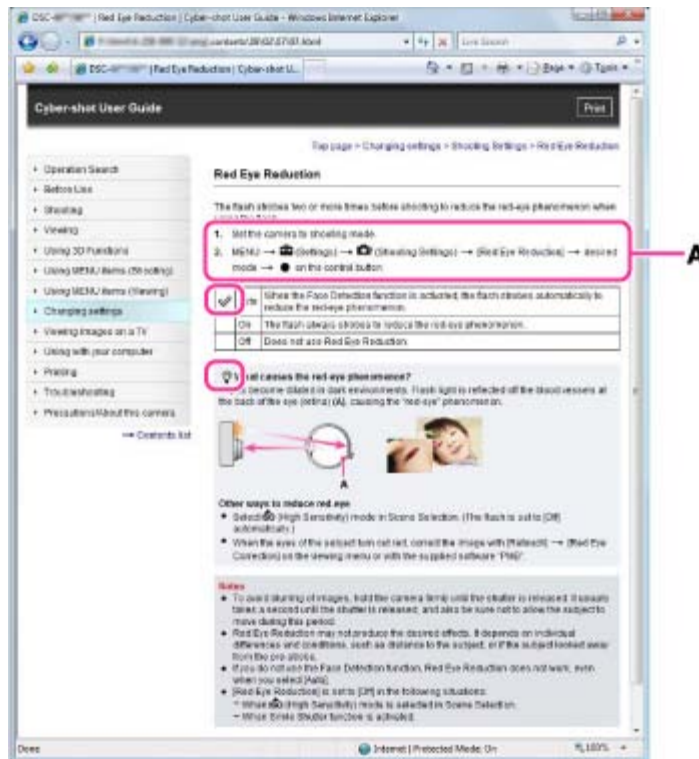 | Red Eye Reduction | Cyber-shot User Guide - Windows Internet Explorer
Live Search
| Red Eye Reduction | Cyber-shot U...
Page Tools
Cyber-shot User Guide
Print
Top page > Changing settings > Shooting Settings > Red Eye Reduction
Operation Search
Before Use
Shooting
Viewing
Using 3D Functions
Using MENU items (Shooting)
Using MENU items (Viewing)
Changing settings
Viewing images on a TV
Using with your computer
Printing
Troubleshooting
Precautions/About this camera
Contents list
Red Eye Reduction
The flash strobes two or more times before shooting to reduce the red-eye phenomenon when
1. Set the camera to shooting mode.
2. MENU → (Settings) → (Shooting Settings) → [Red Eye Reduction] → desired
mode → ● on the control button
A
When the Face Detection function is activated, the flash strobes automatically to
reduce the red-eye phenomenon.
On The flash always strobes to reduce the red-eye phenomenon.
Off Does not use Red Eye Reduction.
causes the red-eye phenomenon?
become dilated in dark environments. Flash light is reflected off the blood vessels at
the back of the eye (retina) (A), causing the "red-eye" phenomenon.
A
Other ways to reduce red eye
Select (High Sensitivity) mode in Scene Selection. (The flash is set to [Off]
automatically.)
When the eyes of the subject turn out red, correct the image with [Retouch] → [Red Eye
Correction] on the viewing menu or with the supplied software "PMB".
Notes
To avoid blurring of images, hold the camera firmly until the shutter is released. It usually
takes a second until the shutter is released, and also be sure not to allow the subject to
move during this period.
Red Eye Reduction may not produce the desired effects. It depends on individual
differences and conditions, such as distance to the subject, or if the subject looked away
from the pre-strobe.
If you do not use the Face Detection function, Red Eye Reduction does not work, even
when you select [Auto].
[Red Eye Reduction] is set to [Off] in the following situations:
– When (High Sensitivity) mode is selected in Scene Selection.
– When Smile Shutter function is activated.
Done
Internet | Protected Mode: On
100%